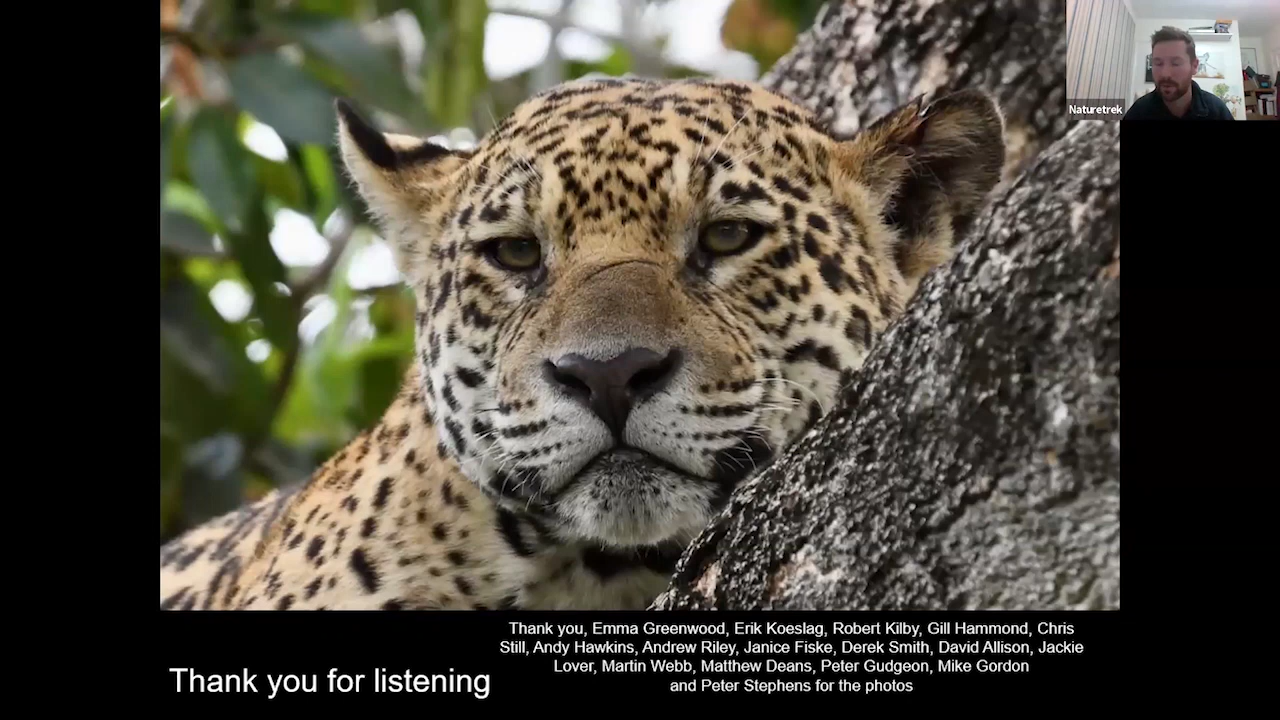 Naturetrek
Thank you, Emma Greenwood, Erik Koeslag, Robert Kilby, Gill Hammond, Chris
Still, Andy Hawkins, Andrew Riley, Janice Fiske, Derek Smith, David Allison, Jackie
Lover, Martin Webb, Matthew Deans, Peter Gudgeon, Mike Gordon
and Peter Stephens for the photos
Thank you for listening